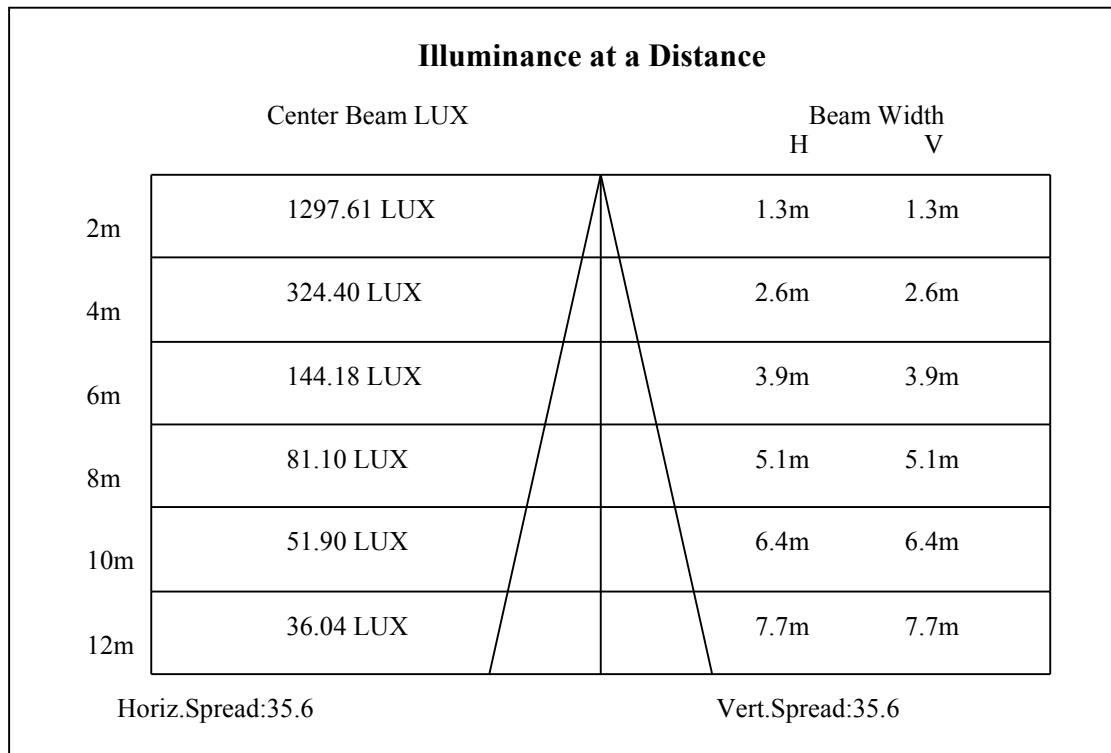 Illuminance at a Distance
Center Beam LUX Beam Width
H V
2m 1297.61 LUX 1.3m 1.3m
4m 324.40 LUX 2.6m 2.6m
6m 144.18 LUX 3.9m 3.9m
8m 81.10 LUX 5.1m 5.1m
10m 51.90 LUX 6.4m 6.4m
12m 36.04 LUX 7.7m 7.7m
Horiz.Spread:35.6 Vert.Spread:35.6